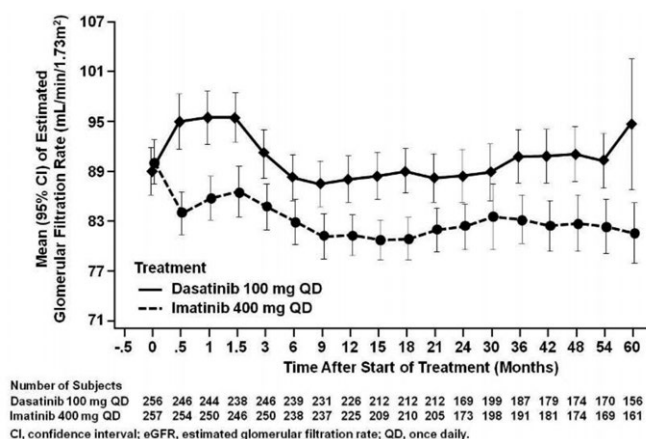 Mean (95% CI) of Estimated
Glomerular Filtration Rate (mL/min/1.73m²)
107
101
95
89
83
77
71
Treatment
Dasatinib 100 mg QD
Imatinib 400 mg QD
-.5 0 .5 1 1.5 3 6 9 12 15 18 21 24 30 36 42 48 54 60
Time After Start of Treatment (Months)
Number of Subjects
Dasatinib 100 mg QD 256 246 244 238 246 239 231 226 212 212 212 169 199 187 179 174 170 156
Imatinib 400 mg QD 257 254 250 246 250 238 237 225 209 210 205 173 198 191 181 174 169 161
CI, confidence interval; eGFR, estimated glomerular filtration rate; QD, once daily.